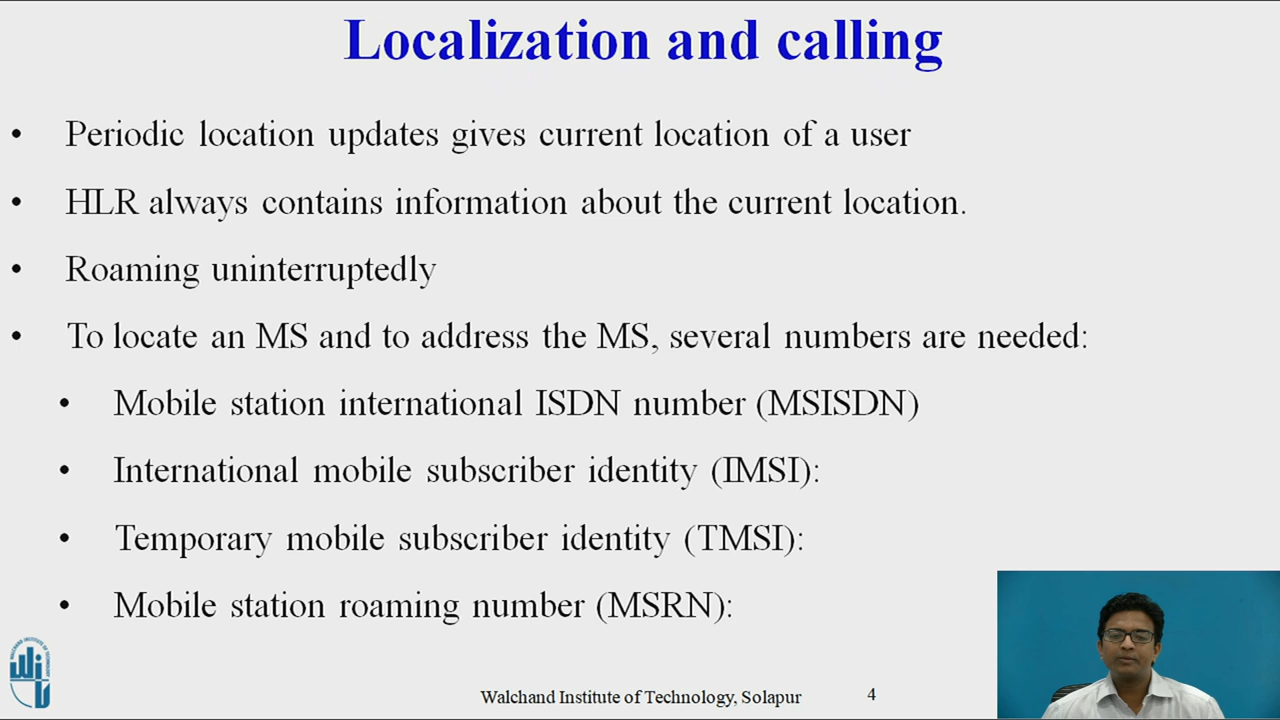 Localization and calling
• Periodic location updates gives current location of a user
• HLR always contains information about the current location.
• Roaming uninterruptedly
• To locate an MS and to address the MS, several numbers are needed:
• Mobile station international ISDN number (MSISDN)
• International mobile subscriber identity (IMSI):
• Temporary mobile subscriber identity (TMSI):
• Mobile station roaming number (MSRN):
Walchand Institute of Technology, Solapur
4